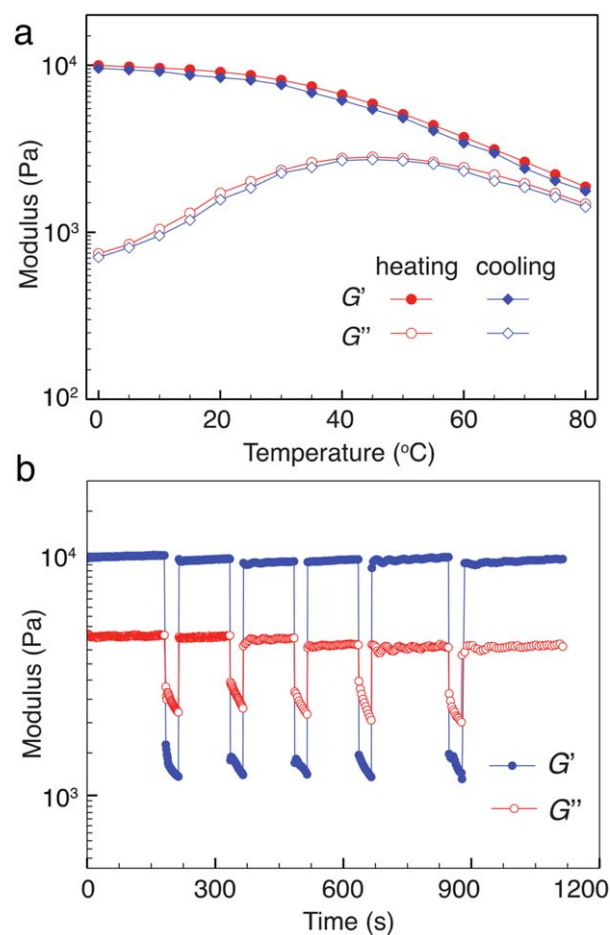 a
10⁴
10³
10²
Modulus (Pa)
heating cooling
G'
G"
0 20 40 60 80
Temperature (°C)
b
10⁴
10³
Modulus (Pa)
G'
G"
0 300 600 900 1200
Time (s)